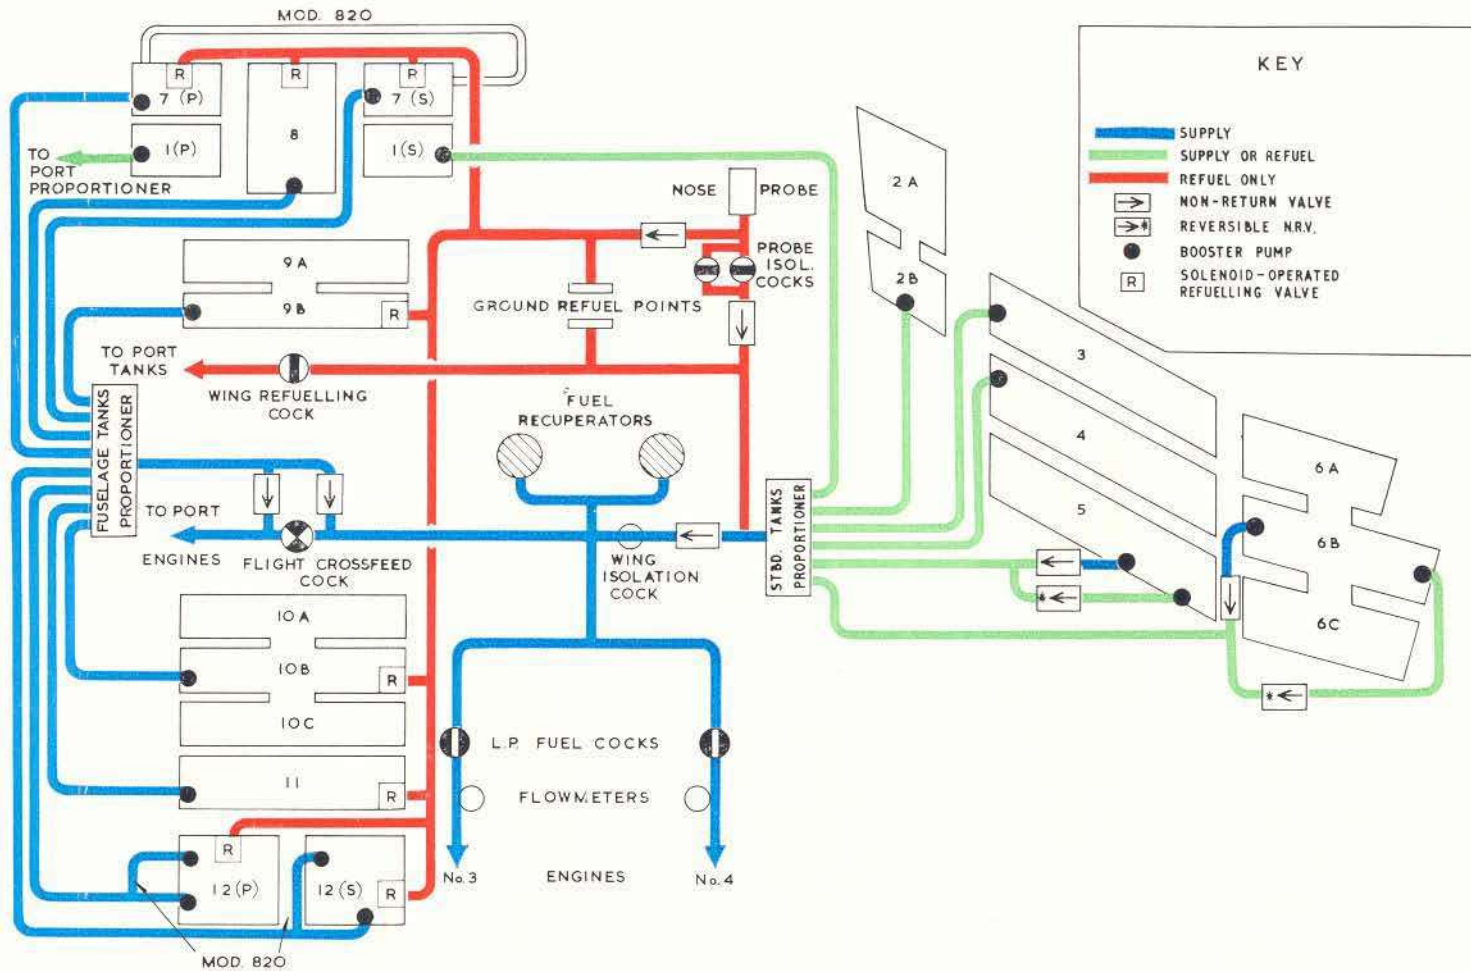 MOD. 820
KEY
R
R
R
7 (P)
8
7 (S)
1 (P)
1 (S)
TO
PORT
PROPORTIONER
SUPPLY
SUPPLY OR REFUEL
REFUEL ONLY
NON-RETURN VALVE
REVERSIBLE N.R.V.
BOOSTER PUMP
R
SOLENOID-OPERATED
REFUELLING VALVE
NOSE PROBE
PROBE
ISOL.
COCKS
2 A
2 B
9 A
9 B
R
GROUND REFUEL POINTS
TO PORT
TANKS
WING REFUELLING
COCK
FUEL
RECUPERATORS
3
4
5
6 A
6 B
6 C
FUSELAGE TANKS
PROPORTIONER
TO PORT
ENGINES
FLIGHT CROSSFEED
COCK
WING
ISOLATION
COCK
STBD. TANKS
PROPORTIONER
*
*
10 A
10 B
R
10 C
11
R
L.P. FUEL COCKS
FLOWMETERS
R
12 (P)
12 (S)
R
No. 3
ENGINES
No. 4
MOD. 820